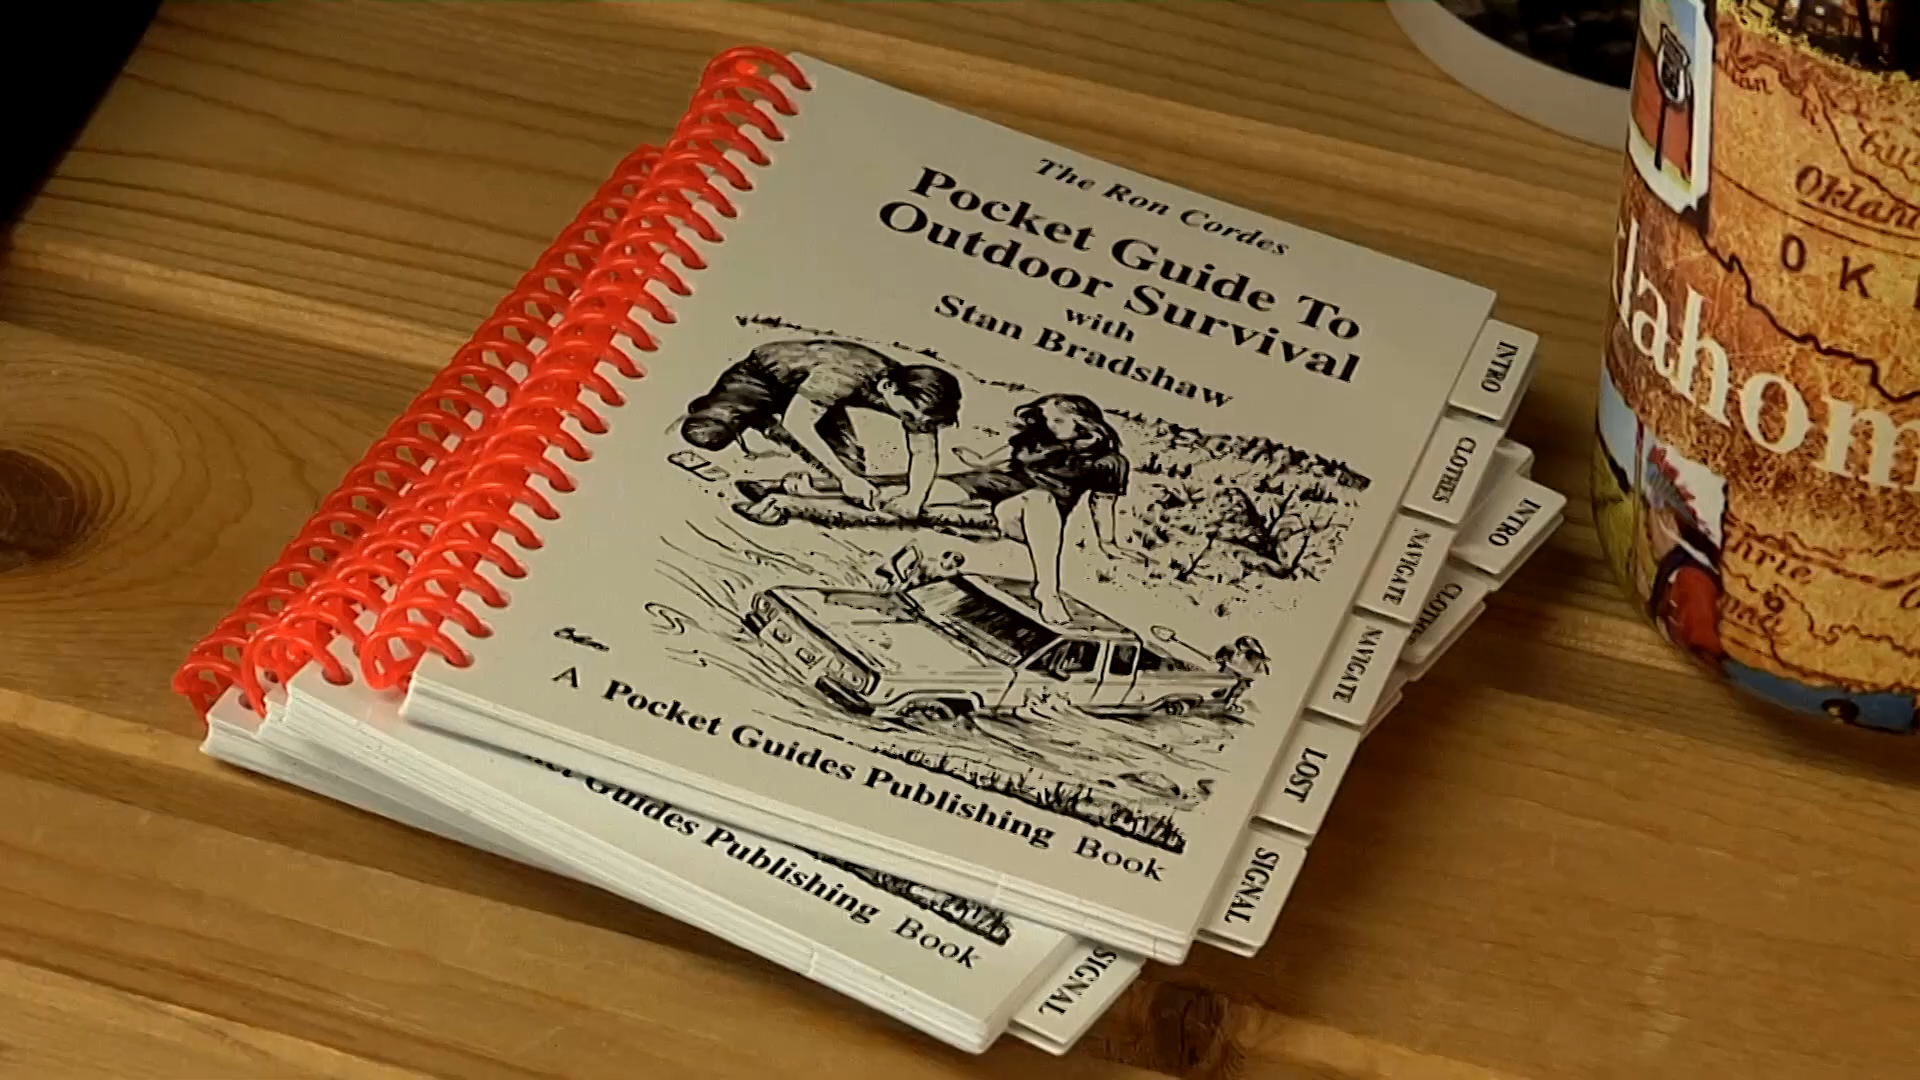 The Ron Cordes
Pocket Guide To
Outdoor Survival
with
Stan Bradshaw
A Pocket Guides Publishing Book
INTRO
CLOTHES
NAVIGATE
NAVIGATE
LOST
SIGNAL
INTRO
Guides Publishing Book
SIGNAL